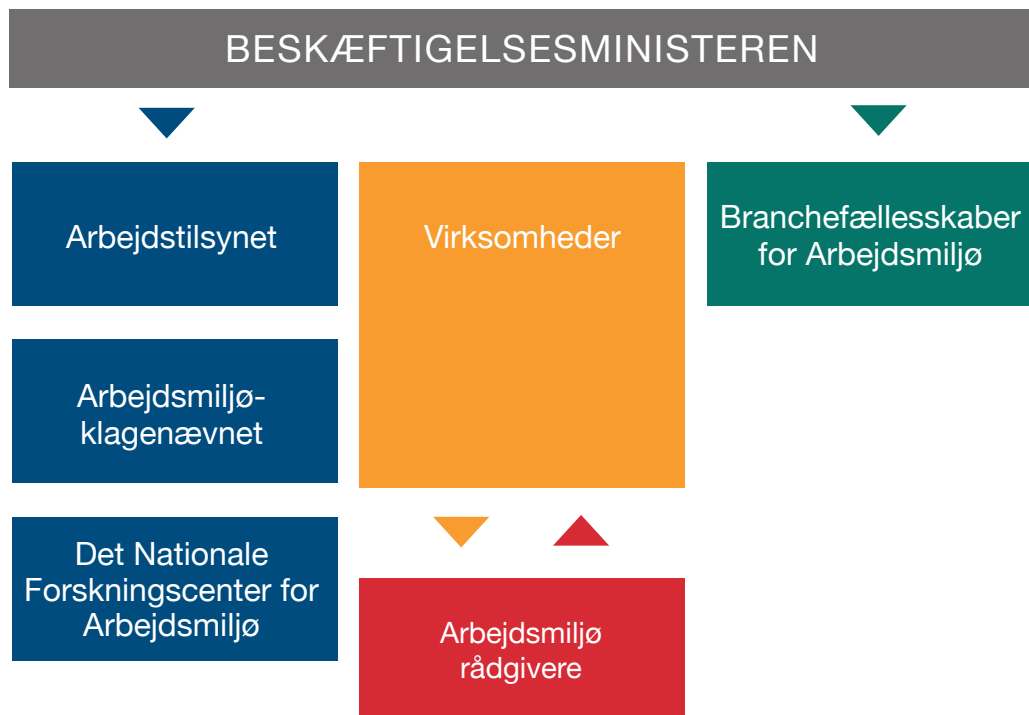 BESKÆFTIGELSESMINISTEREN
Arbejdstilsynet
Virksomheder
Branchefællesskaber
for Arbejdsmiljø
Arbejdsmiljø-
klagenævnet
Det Nationale
Forskningscenter for
Arbejdsmiljø
Arbejdsmiljø
rådgivere